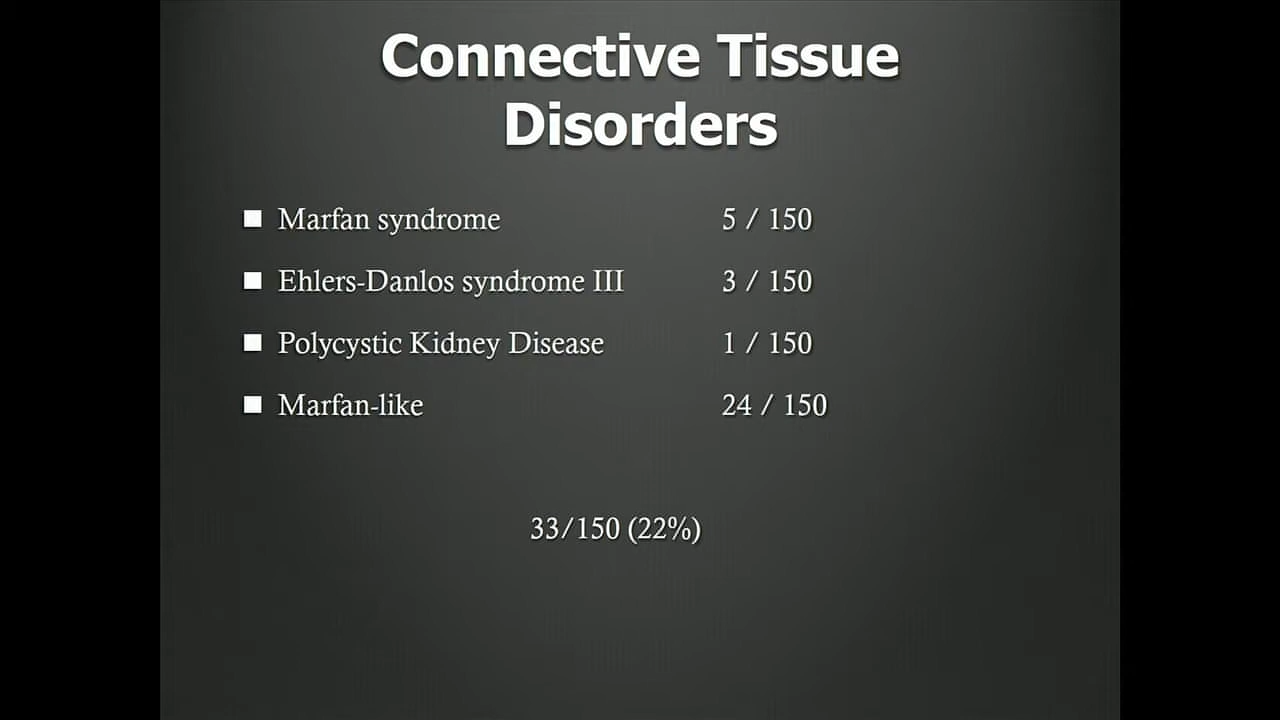 Connective Tissue
Disorders
■ Marfan syndrome 5 / 150
■ Ehlers-Danlos syndrome III 3 / 150
■ Polycystic Kidney Disease 1 / 150
■ Marfan-like 24 / 150
33/150 (22%)